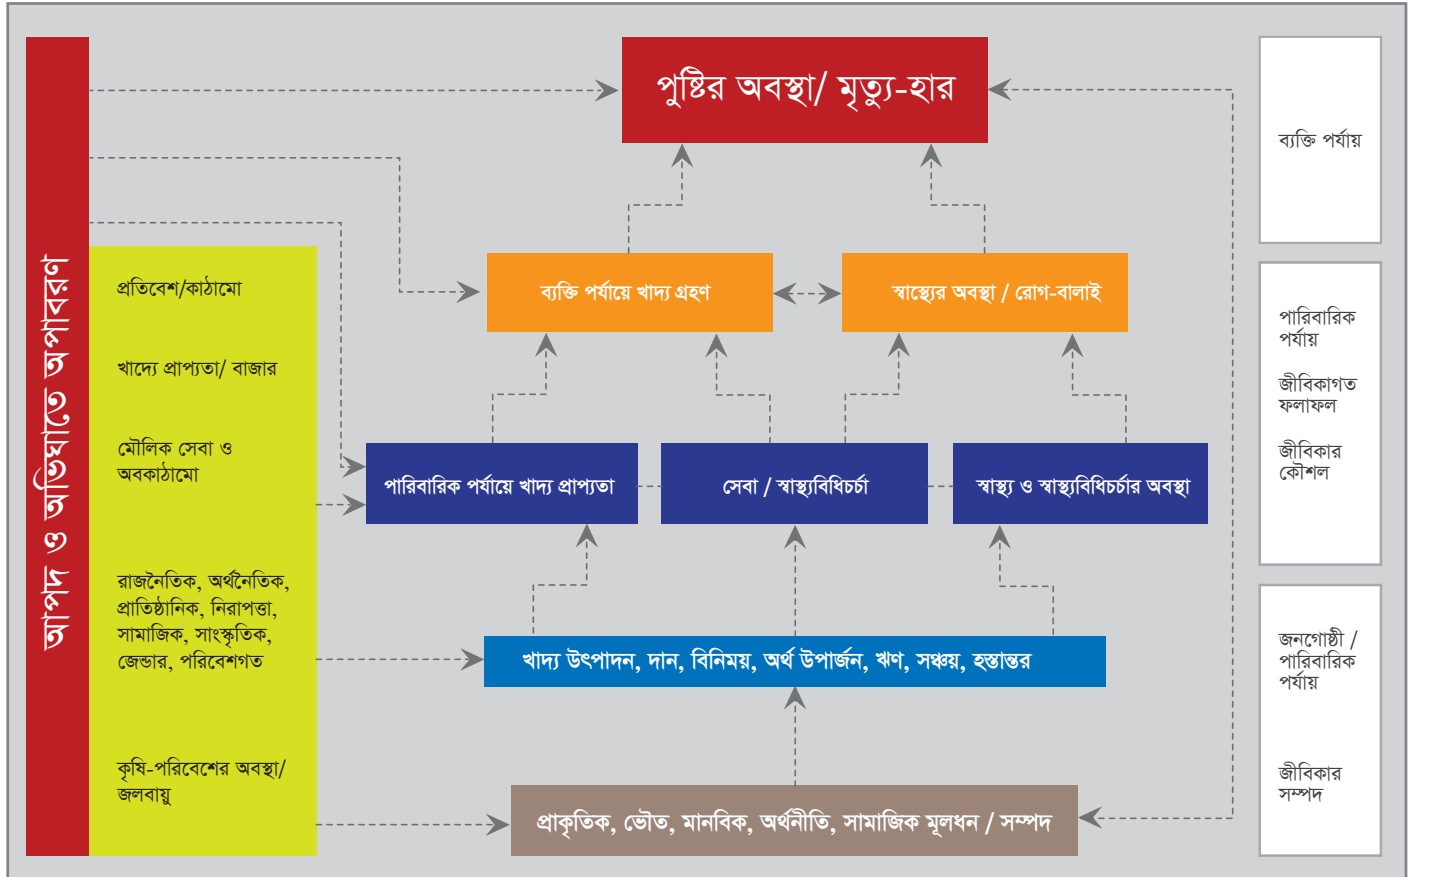 আপদ ও অভিঘাতে অপাবরণ
পুষ্টির অবস্থা/ মৃত্যু-হার
ব্যক্তি পর্যায়
প্রতিবেশ/কাঠামো
খাদ্যে প্রাপ্যতা/ বাজার
মৌলিক সেবা ও
অবকাঠামো
রাজনৈতিক, অর্থনৈতিক,
প্রাতিষ্ঠানিক, নিরাপত্তা,
সামাজিক, সাংস্কৃতিক,
জেন্ডার, পরিবেশগত
কৃষি-পরিবেশের অবস্থা/
জলবায়ু
ব্যক্তি পর্যায়ে খাদ্য গ্রহণ
স্বাস্থ্যের অবস্থা / রোগ-বালাই
পারিবারিক
পর্যায়
জীবিকাগত
ফলাফল
জীবিকার
কৌশল
পারিবারিক পর্যায়ে খাদ্য প্রাপ্যতা
সেবা / স্বাস্থ্যবিধিচর্চা
স্বাস্থ্য ও স্বাস্থ্যবিধিচর্চার অবস্থা
খাদ্য উৎপাদন, দান, বিনিময়, অর্থ উপার্জন, ঋণ, সঞ্চয়, হস্তান্তর
জনগোষ্ঠী /
পারিবারিক
পর্যায়
জীবিকার
সম্পদ
প্রাকৃতিক, ভৌত, মানবিক, অর্থনীতি, সামাজিক মূলধন / সম্পদ